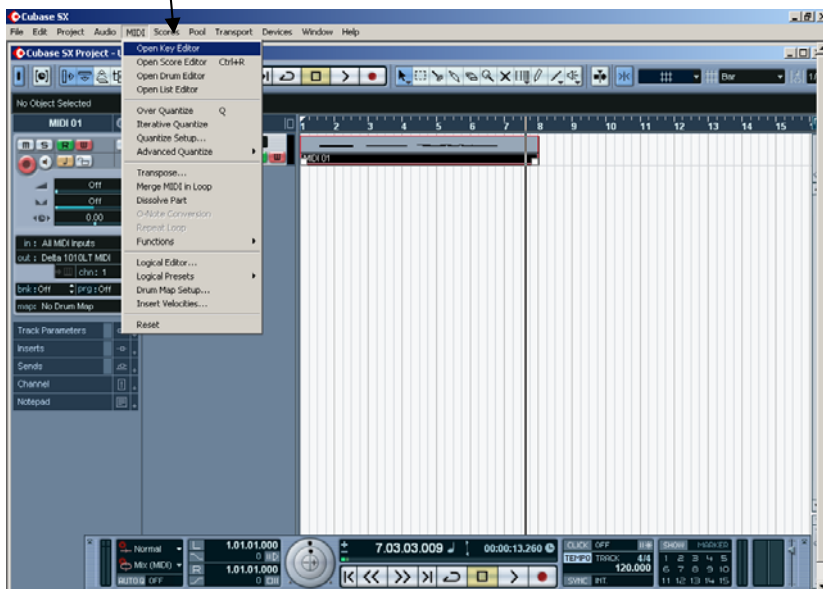 Cubase SX
File Edit Project Audio MIDI Scores Pool Transport Devices Window Help
Cubase SX Project -
Open Key Editor
Open Score Editor Ctrl+R
Open Drum Editor
Open List Editor
Over Quantize Q
Iterative Quantize
Quantize Setup...
Advanced Quantize
Transpose...
Merge MIDI in Loop
Dissolve Part
O-Note Conversion
Repeat Loop
Functions
Logical Editor...
Logical Presets
Drum Map Setup...
Insert Velocities...
Reset
Bar
No Object Selected
MIDI 01
M S R W
Off
Off
0.00
in : All MIDI Inputs
out : Delta 1010LT MIDI
chn: 1
bnk: Off prg: Off
map: No Drum Map
Track Parameters
Inserts
Sends
Channel
Notepad
1 2 3 4 5 6 7 8 9 10 11 12 13 14 15
MIDI 01
Normal
Mix (MIDI)
AUTO Q OFF
L 1.01.01.000
0
R 1.01.01.000
0
7.03.03.009
00:00:13.260
CLICK OFF
TEMPO TRACK 4/4
120.000
SYNC INT.
SHOW MARKER
1 2 3 4 5
6 7 8 9 10
11 12 13 14 15